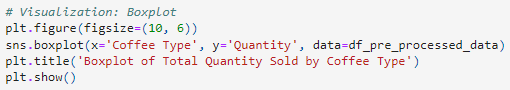 # Visualization: Boxplot
plt.figure(figsize=(10, 6))
sns.boxplot(x='Coffee Type', y='Quantity', data=df_pre_processed_data)
plt.title('Boxplot of Total Quantity Sold by Coffee Type')
plt.show()